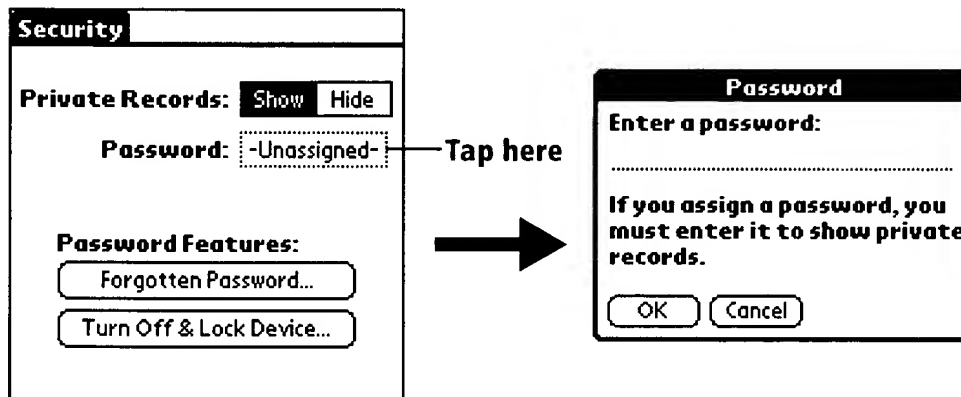 Security
Private Records: Show Hide
Password: -Unassigned-
Tap here
Password Features:
Forgotten Password...
Turn Off & Lock Device...
Password
Enter a password:
If you assign a password, you
must enter it to show private
records.
OK Cancel